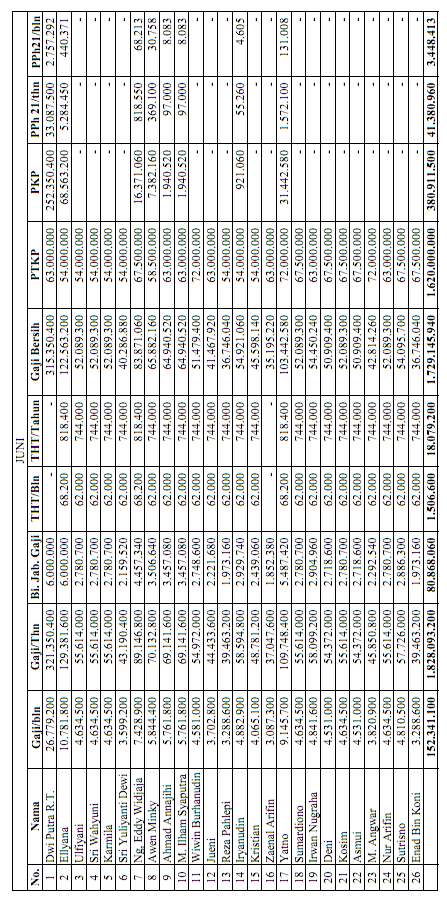 JUNI
No. Nama Gaji/bln Gaji/Thn Bi. Jab. Gaji THT/Bln THT/Tahun Gaji Bersih PTKP PKP PPh 21/thn PPh21/bln
1 Dwi Putra R.T. 26.779.200 321.350.400 6.000.000 - - 315.350.400 63.000.000 252.350.400 33.087.500 2.757.292
2 Ellyana 10.781.800 129.381.600 6.000.000 68.200 818.400 122.563.200 54.000.000 68.563.200 5.284.450 440.371
3 Ulfiyani 4.634.500 55.614.000 2.780.700 62.000 744.000 52.089.300 54.000.000 - - -
4 Sri Wahyuni 4.634.500 55.614.000 2.780.700 62.000 744.000 52.089.300 54.000.000 - - -
5 Karmila 4.634.500 55.614.000 2.780.700 62.000 744.000 52.089.300 54.000.000 - - -
6 Sri Yuliyanti Dewi 3.599.200 43.190.400 2.159.520 62.000 744.000 40.286.880 54.000.000 - - -
7 Ng. Eddy Widjaja 7.428.900 89.146.800 4.457.340 68.200 818.400 83.871.060 67.500.000 16.371.060 818.550 68.213
8 Awen Minky 5.844.400 70.132.800 3.506.640 62.000 744.000 65.882.160 58.500.000 7.382.160 369.100 30.758
9 Ahmad Annajihi 5.761.800 69.141.600 3.457.080 62.000 744.000 64.940.520 63.000.000 1.940.520 97.000 8.083
10 M. Ilham Syaputra 5.761.800 69.141.600 3.457.080 62.000 744.000 64.940.520 63.000.000 1.940.520 97.000 8.083
11 Wiwin Burhanudin 4.581.000 54.972.000 2.748.600 62.000 744.000 51.479.400 72.000.000 - - -
12 Jueni 3.702.800 44.433.600 2.221.680 62.000 744.000 41.467.920 63.000.000 - - -
13 Reza Pahleni 3.288.600 39.463.200 1.973.160 62.000 744.000 36.746.040 54.000.000 - - -
14 Iryanudin 4.882.900 58.594.800 2.929.740 62.000 744.000 54.921.060 54.000.000 921.060 55.260 4.605
15 Kristian 4.065.100 48.781.200 2.439.060 62.000 744.000 45.598.140 54.000.000 - - -
16 Zaenal Arifin 3.087.300 37.047.600 1.852.380 - - 35.195.220 63.000.000 - - -
17 Yatno 9.145.700 109.748.400 5.487.420 68.200 818.400 103.442.580 72.000.000 31.442.580 1.572.100 131.008
18 Sumardiono 4.634.500 55.614.000 2.780.700 62.000 744.000 52.089.300 67.500.000 - - -
19 Irwan Nugraha 4.841.600 58.099.200 2.904.960 62.000 744.000 54.450.240 63.000.000 - - -
20 Deni 4.531.000 54.372.000 2.718.600 62.000 744.000 50.909.400 67.500.000 - - -
21 Kosim 4.634.500 55.614.000 2.780.700 62.000 744.000 52.089.300 67.500.000 - - -
22 Asmui 4.531.000 54.372.000 2.718.600 62.000 744.000 50.909.400 67.500.000 - - -
23 M. Angwar 3.820.900 45.850.800 2.292.540 62.000 744.000 42.814.260 72.000.000 - - -
24 Nur Arifin 4.634.500 55.614.000 2.780.700 62.000 744.000 52.089.300 63.000.000 - - -
25 Sutrisno 4.810.500 57.726.000 2.886.300 62.000 744.000 54.095.700 67.500.000 - - -
26 Enad Bin Koni 3.288.600 39.463.200 1.973.160 62.000 744.000 36.746.040 67.500.000 - - -
152.341.100 1.828.093.200 80.868.060 1.506.600 18.079.200 1.729.145.940 1.620.000.000 380.911.500 41.380.960 3.448.413